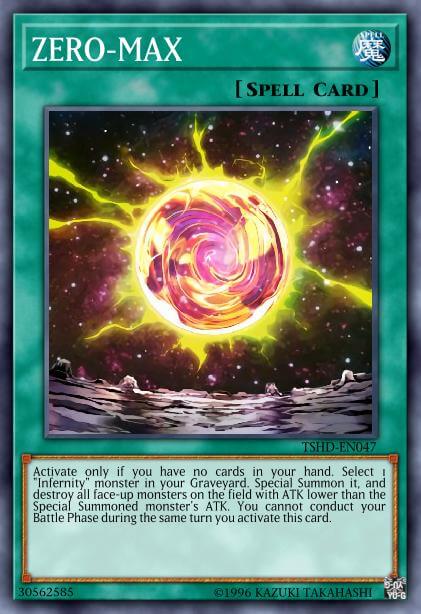 ZERO-MAX
SPELL
魔
[SPELL CARD]
TSHD-EN047
Activate only if you have no cards in your hand. Select 1
"Infernity" monster in your Graveyard. Special Summon it, and
destroy all face-up monsters on the field with ATK lower than the
Special Summoned monster's ATK. You cannot conduct your
Battle Phase during the same turn you activate this card.
30562585
©1996 KAZUKI TAKAHASHI